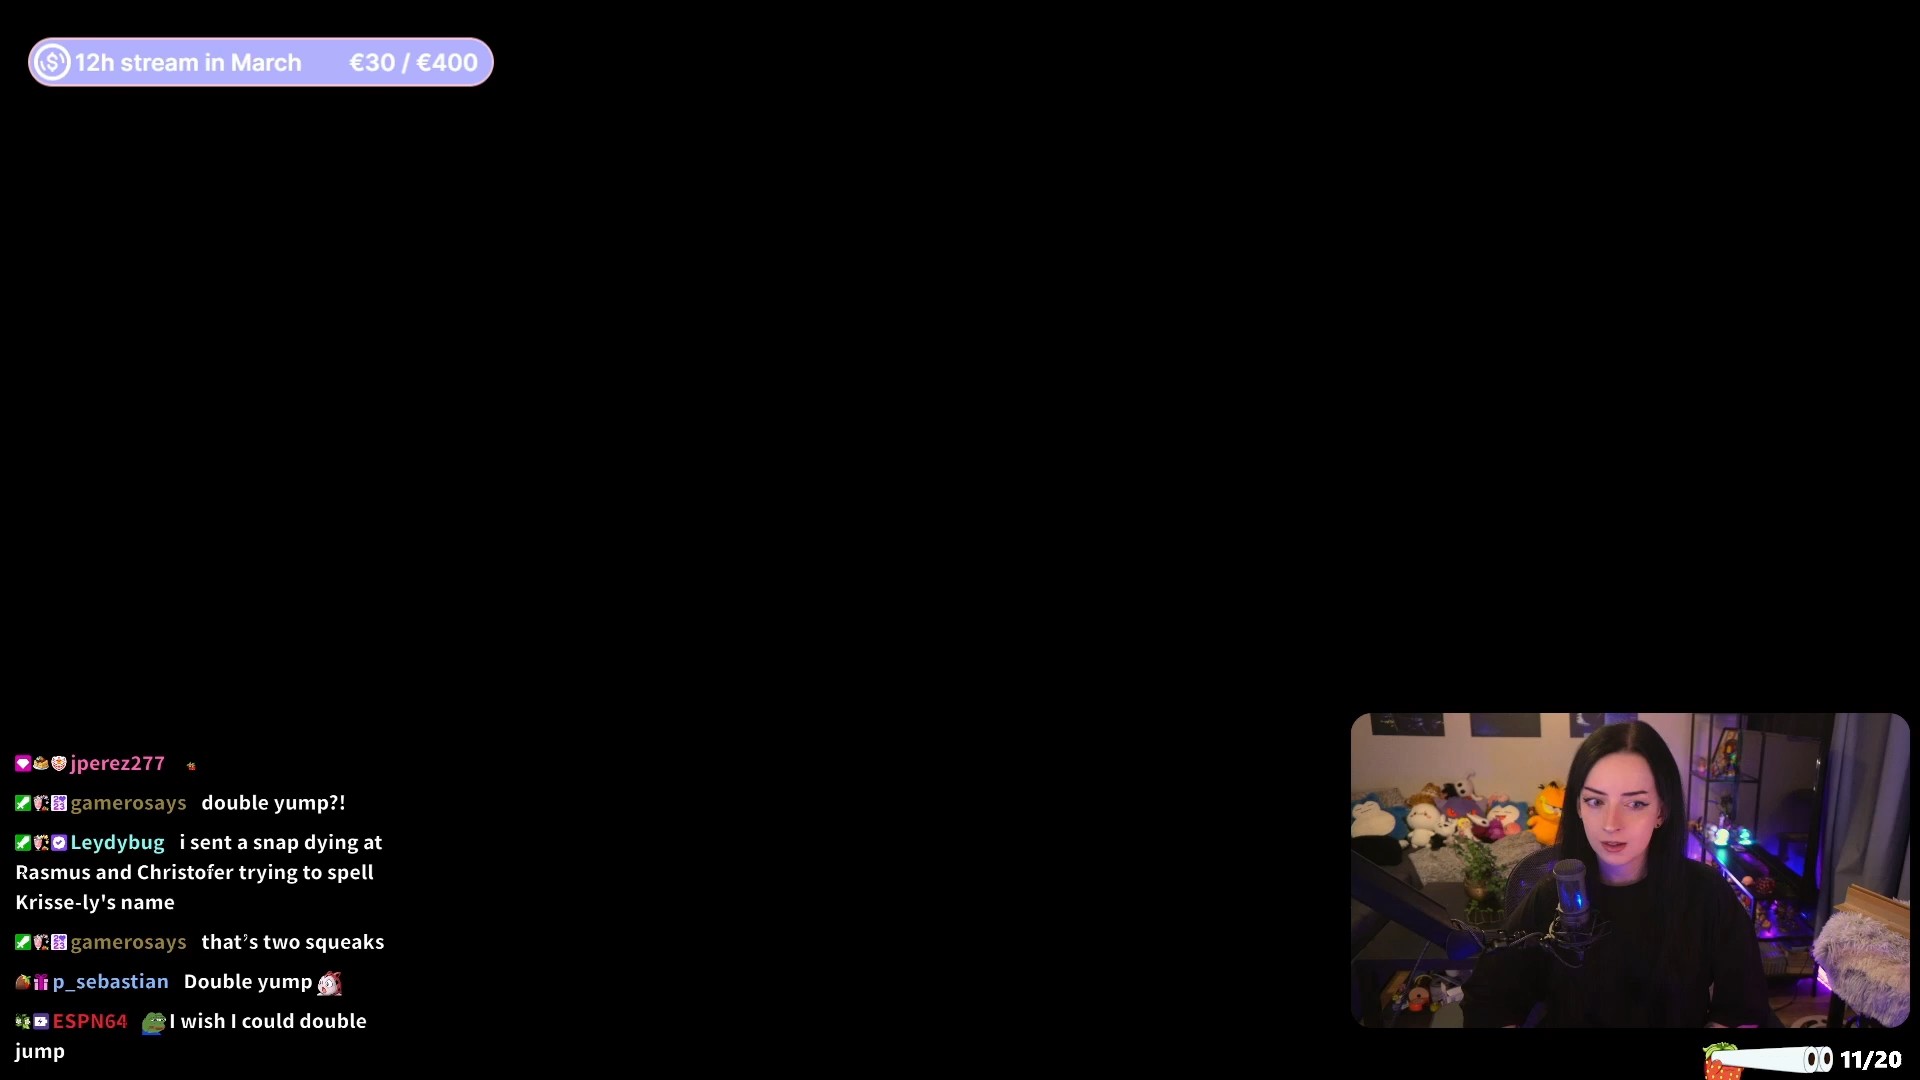 12h stream in March €30 / €400
jperez277
gamerosays double yump?!
Leydybug i sent a snap dying at
Rasmus and Christofer trying to spell
Krisse-ly's name
gamerosays that’s two squeaks
p_sebastian Double yump
ESPN64 I wish I could double
jump
11/20